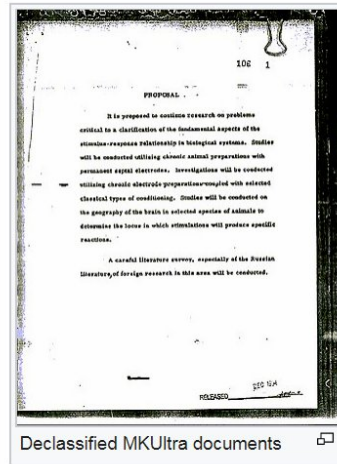 106 1
PROPOSAL
It is proposed to continue research on problems
critical to a clarification of the fundamental aspects of the
stimulus-response relationship in biological systems. Studies
will be conducted utilizing chronic animal preparations with
permanent septal electrodes. Investigations will be conducted
utilizing chronic electrode preparations coupled with selected
classical types of conditioning. Studies will be conducted on
the geography of the brain in selected species of animals to
determine the locus in which stimulations will produce specific
reactions.
A careful literature survey, especially of the Russian
literature, of foreign research in this area will be conducted.
RELEASED
Declassified MKUltra documents